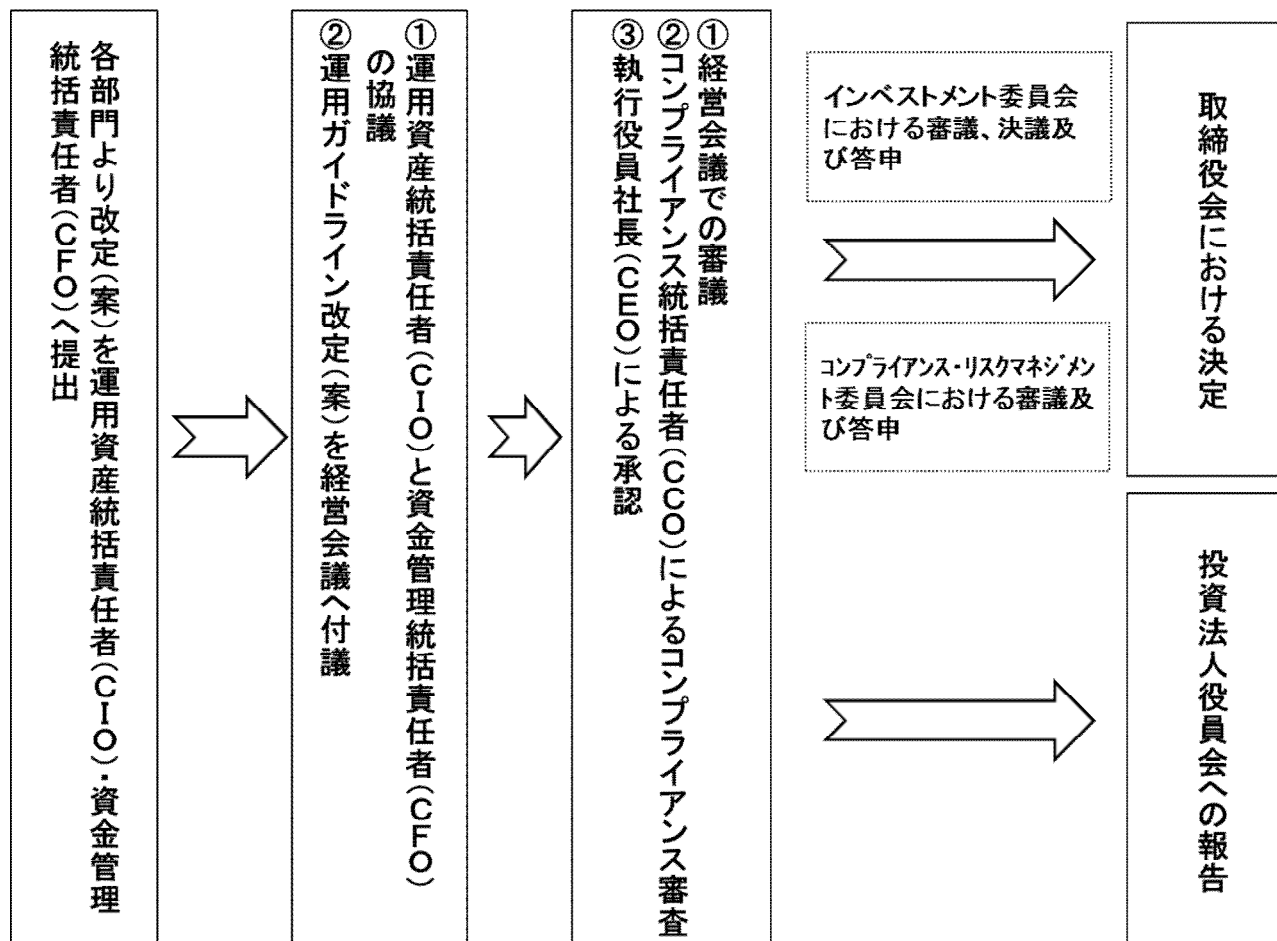 各部門より改定(案)を運用資産統括責任者(CIO)・資金管理
統括責任者(CFO)へ提出
①運用資産統括責任者(CIO)と資金管理統括責任者(CFO)
の協議
②運用ガイドライン改定(案)を経営会議へ付議
①経営会議での審議
②コンプライアンス統括責任者(CCO)によるコンプライアンス審査
③執行役員社長(CEO)による承認
インベストメント委員会
における審議、決議及
び答申
コンプライアンス・リスクマネジメン
ト委員会における審議及
び答申
取締役会における決定
投資法人役員会への報告